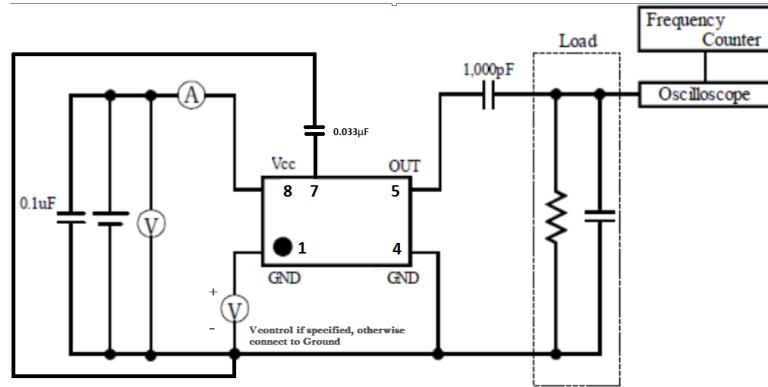 Frequency
Counter
Load
1,000pF
Oscilloscope
A
0.033µF
Vcc
OUT
8 7 5
0.1uF
V
1 4
GND GND
+
V
-
Vcontrol if specified, otherwise
connect to Ground